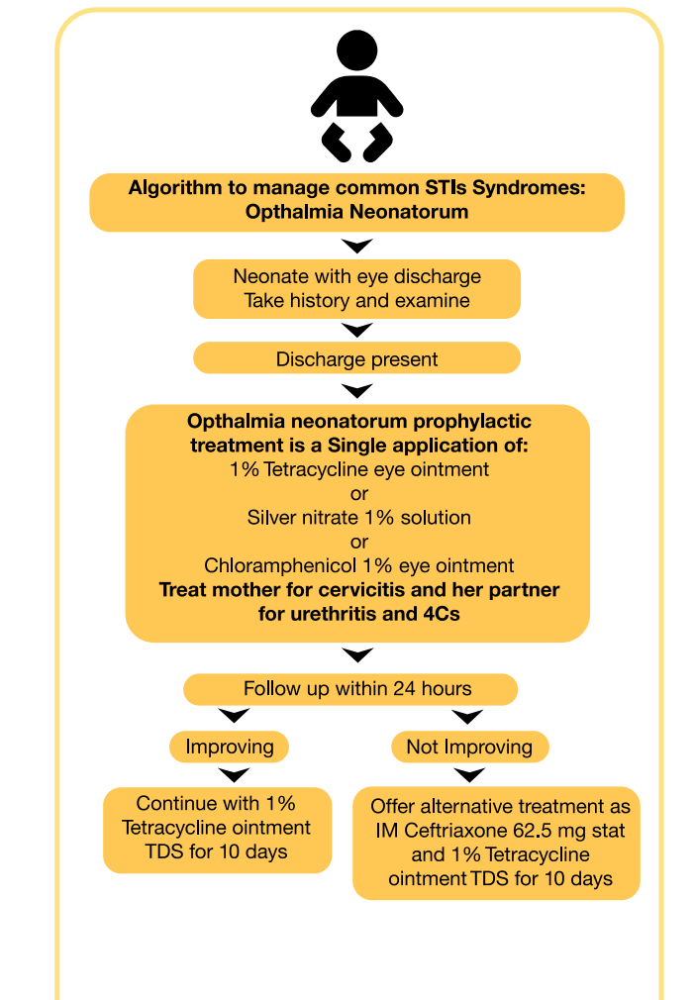 Algorithm to manage common STIs Syndromes:
Opthalmia Neonatorum
Neonate with eye discharge
Take history and examine
Discharge present
Opthalmia neonatorum prophylactic
treatment is a Single application of:
1% Tetracycline eye ointment
or
Silver nitrate 1% solution
or
Chloramphenicol 1% eye ointment
Treat mother for cervicitis and her partner
for urethritis and 4Cs
Follow up within 24 hours
Improving
Not Improving
Continue with 1%
Tetracycline ointment
TDS for 10 days
Offer alternative treatment as
IM Ceftriaxone 62.5 mg stat
and 1% Tetracycline
ointment TDS for 10 days